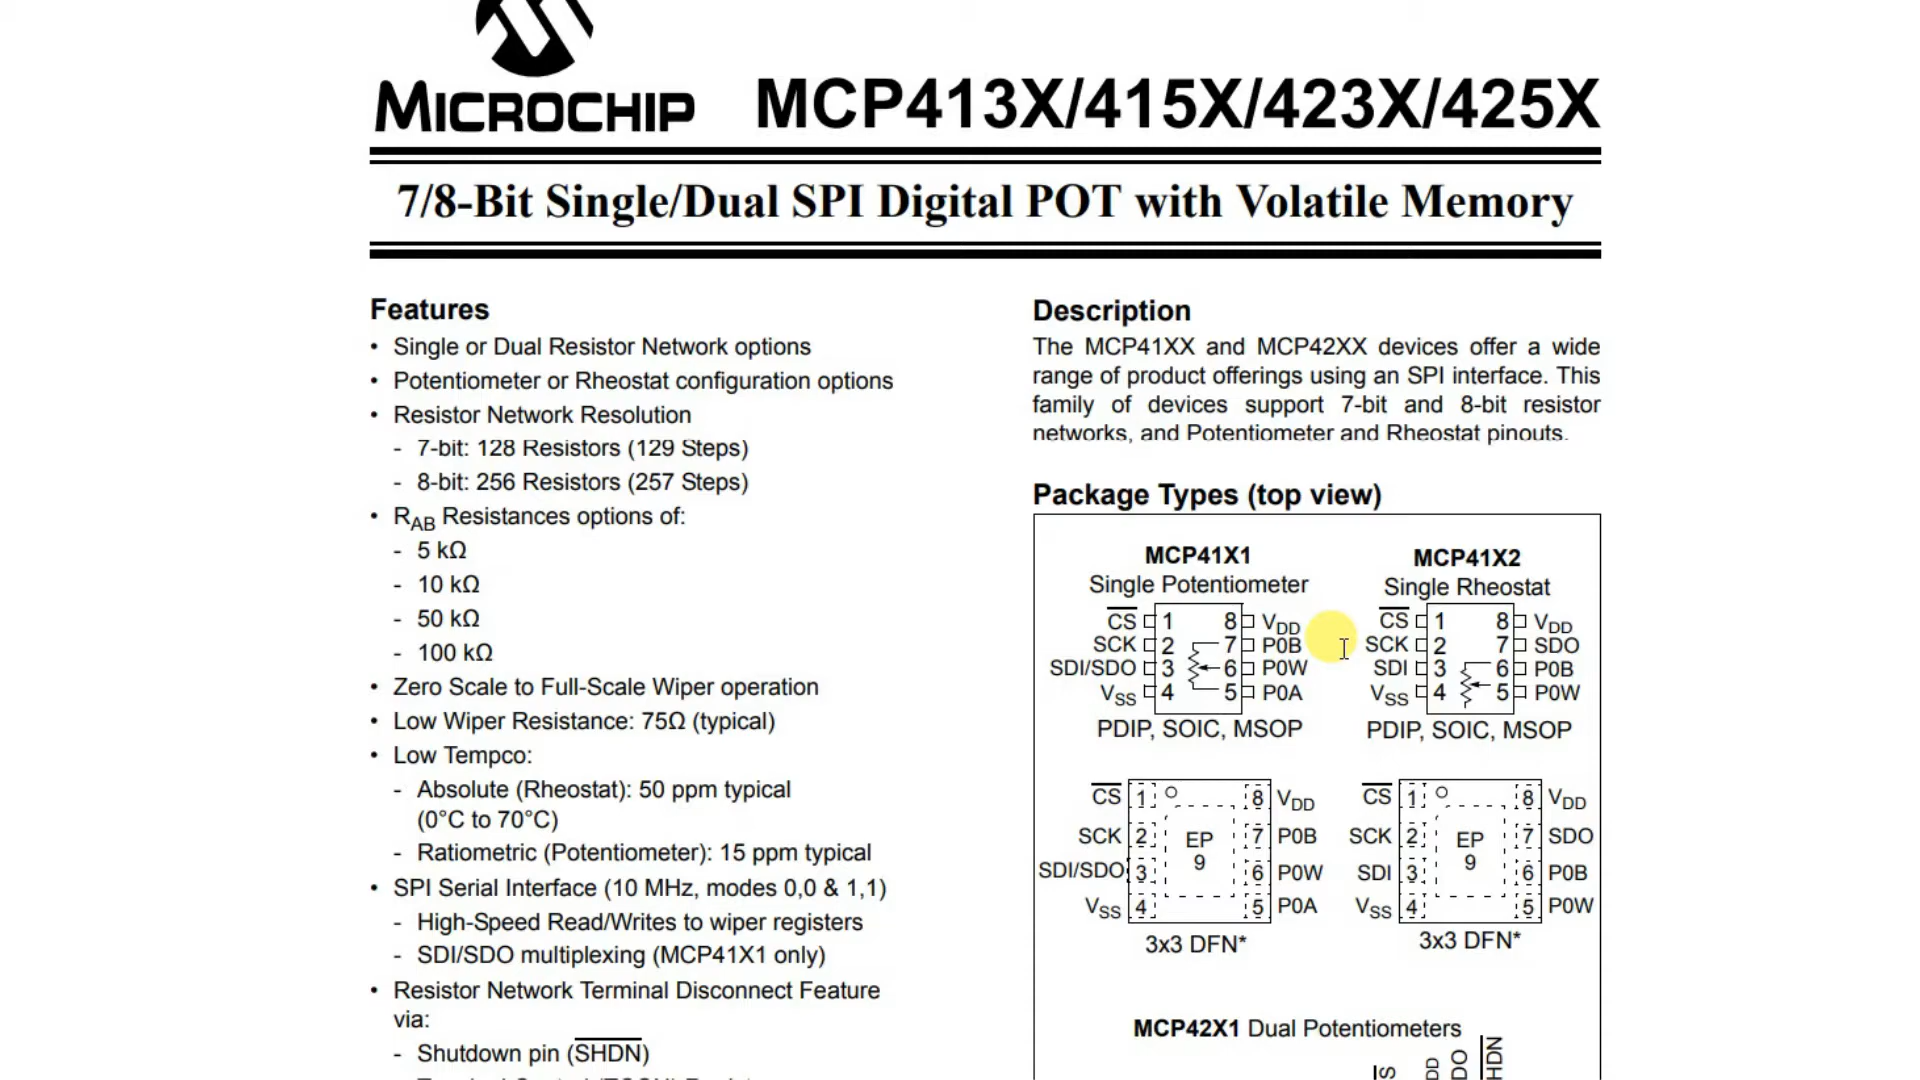 MICROCHIP
MCP413X/415X/423X/425X
7/8-Bit Single/Dual SPI Digital POT with Volatile Memory
Features
• Single or Dual Resistor Network options
• Potentiometer or Rheostat configuration options
• Resistor Network Resolution
- 7-bit: 128 Resistors (129 Steps)
- 8-bit: 256 Resistors (257 Steps)
• RAB Resistances options of:
- 5 kΩ
- 10 kΩ
- 50 kΩ
- 100 kΩ
• Zero Scale to Full-Scale Wiper operation
• Low Wiper Resistance: 75Ω (typical)
• Low Tempco:
- Absolute (Rheostat): 50 ppm typical
(0°C to 70°C)
- Ratiometric (Potentiometer): 15 ppm typical
• SPI Serial Interface (10 MHz, modes 0,0 & 1,1)
- High-Speed Read/Writes to wiper registers
- SDI/SDO multiplexing (MCP41X1 only)
• Resistor Network Terminal Disconnect Feature
via:
- Shutdown pin (SHDN)
Description
The MCP41XX and MCP42XX devices offer a wide
range of product offerings using an SPI interface. This
family of devices support 7-bit and 8-bit resistor
networks, and Potentiometer and Rheostat pinouts.
Package Types (top view)
MCP41X1
Single Potentiometer
CS 1 8 VDD
SCK 2 7 P0B
SDI/SDO 3 6 P0W
VSS 4 5 P0A
PDIP, SOIC, MSOP
MCP41X2
Single Rheostat
CS 1 8 VDD
SCK 2 7 SDO
SDI 3 6 P0B
VSS 4 5 P0W
PDIP, SOIC, MSOP
CS 1 8 VDD
SCK 2 EP 7 P0B
SDI/SDO 3 9 6 P0W
VSS 4 5 P0A
3x3 DFN*
CS 1 8 VDD
SCK 2 EP 7 SDO
SDI 3 9 6 P0B
VSS 4 5 P0W
3x3 DFN*
MCP42X1 Dual Potentiometers